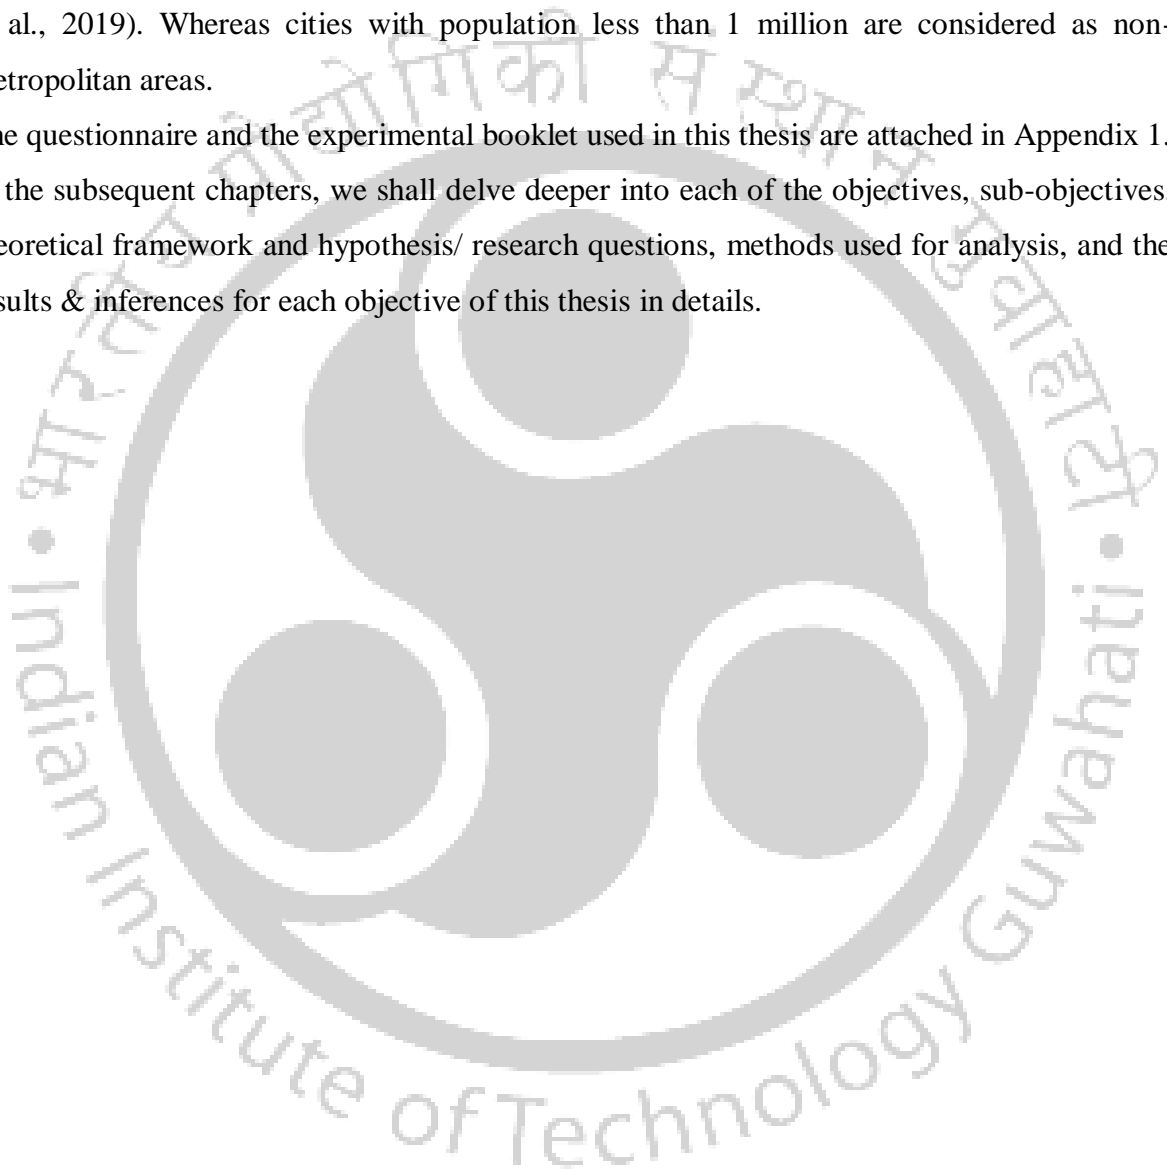 al., 2019). Whereas cities with population less than 1 million are considered as non-
etropolitan areas.
ne questionnaire and the experimental booklet used in this thesis are attached in Appendix 1.
the subsequent chapters, we shall delve deeper into each of the objectives, sub-objectives,
eoretical framework and hypothesis/ research questions, methods used for analysis, and the
sults & inferences for each objective of this thesis in details.
भारतीय प्रौद्योगिकी संस्थान गुवाहाटी
Indian Institute of Technology Guwahati